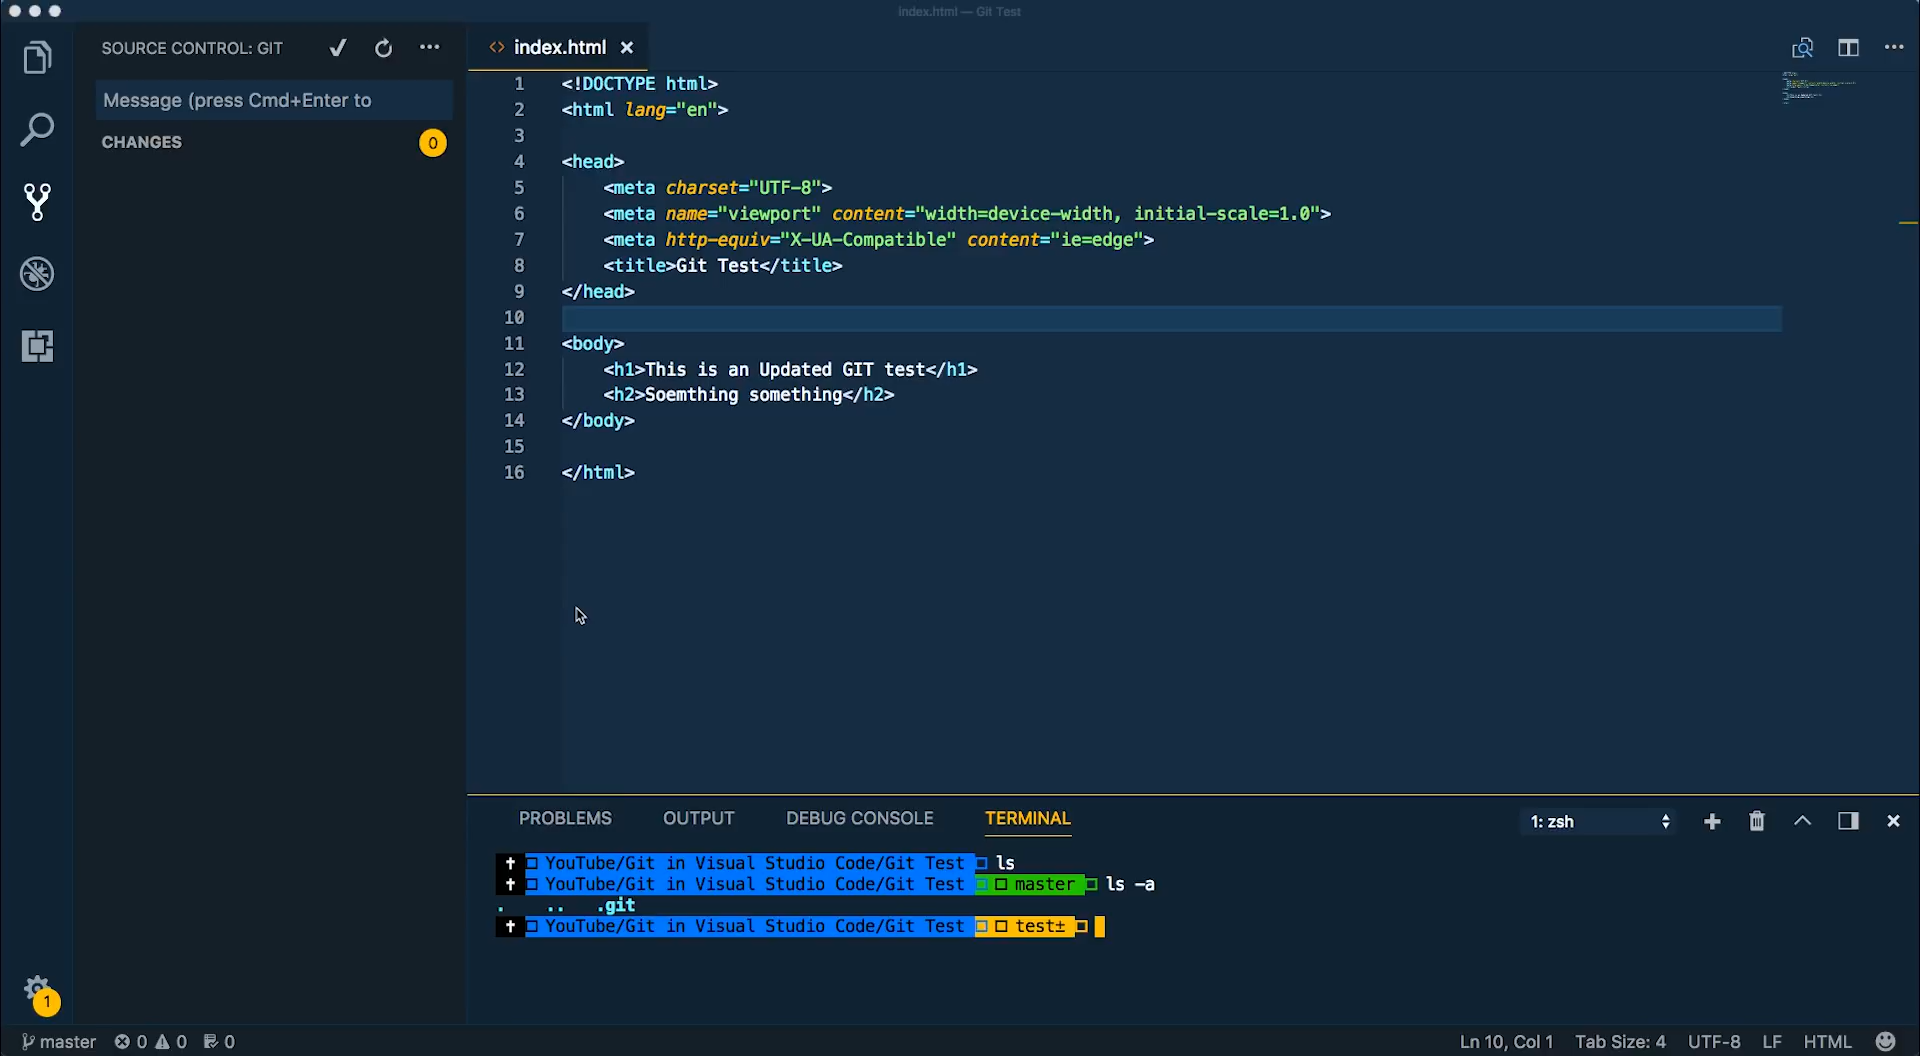 index.html — Git Test
SOURCE CONTROL: GIT
Message (press Cmd+Enter to
CHANGES
0
index.html
1 <!DOCTYPE html>
2 <html lang="en">
3
4 <head>
5 <meta charset="UTF-8">
6 <meta name="viewport" content="width=device-width, initial-scale=1.0">
7 <meta http-equiv="X-UA-Compatible" content="ie=edge">
8 <title>Git Test</title>
9 </head>
10
11 <body>
12 <h1>This is an Updated GIT test</h1>
13 <h2>Soemthing something</h2>
14 </body>
15
16 </html>
PROBLEMS OUTPUT DEBUG CONSOLE TERMINAL 1: zsh
YouTube/Git in Visual Studio Code/Git Test ls
YouTube/Git in Visual Studio Code/Git Test master ls -a
. .. .git
YouTube/Git in Visual Studio Code/Git Test test±
1
master 0 0 0 Ln 10, Col 1 Tab Size: 4 UTF-8 LF HTML